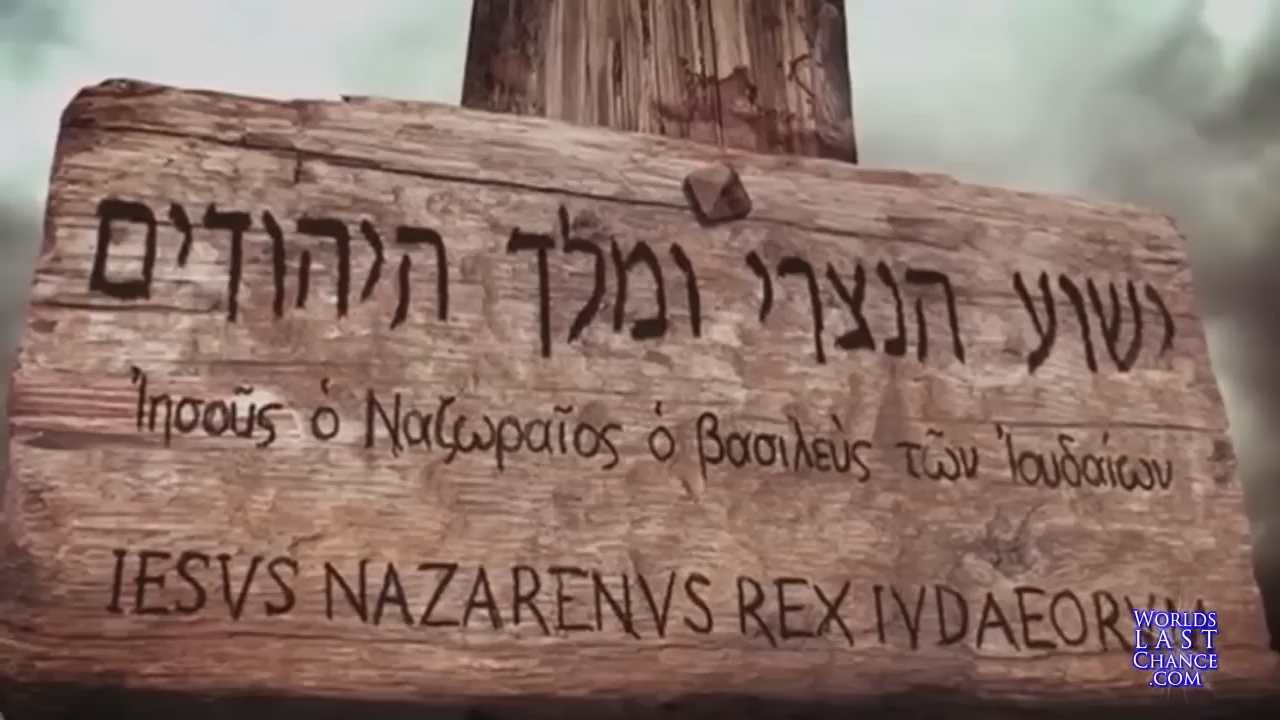 ישוע הנצרי ומלך היהודים
Ἰησοῦς ὁ Ναζωραῖος ὁ βασιλεὺς τῶν Ἰουδαίων
IESVS NAZARENVS REX IVDAEORVM
WORLDS
LAST
CHANCE
.COM